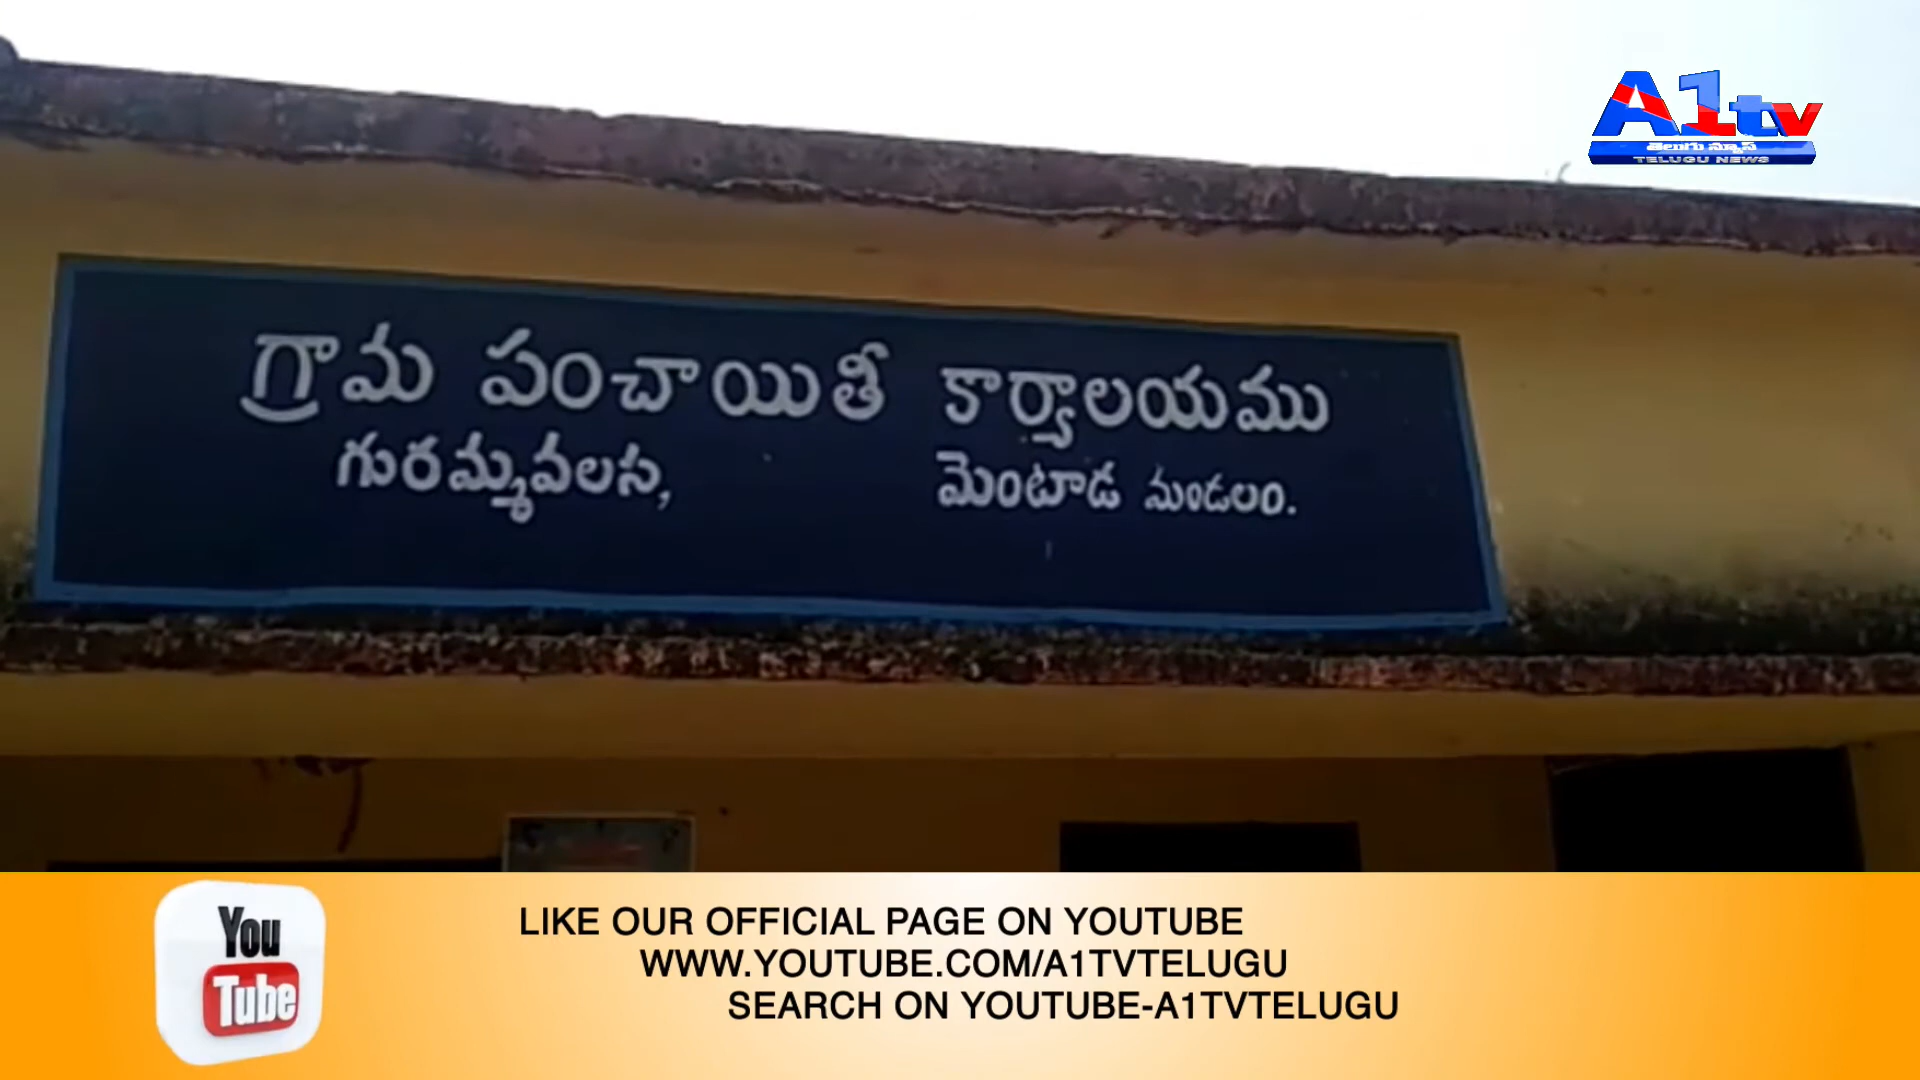 A1tv
తెలుగు న్యూస్
TELUGU NEWS
గ్రామ పంచాయితీ కార్యాలయము
గురమ్మవలస, మెంటాడ మండలం.
You
Tube
LIKE OUR OFFICIAL PAGE ON YOUTUBE
WWW.YOUTUBE.COM/A1TVTELUGU
SEARCH ON YOUTUBE-A1TVTELUGU